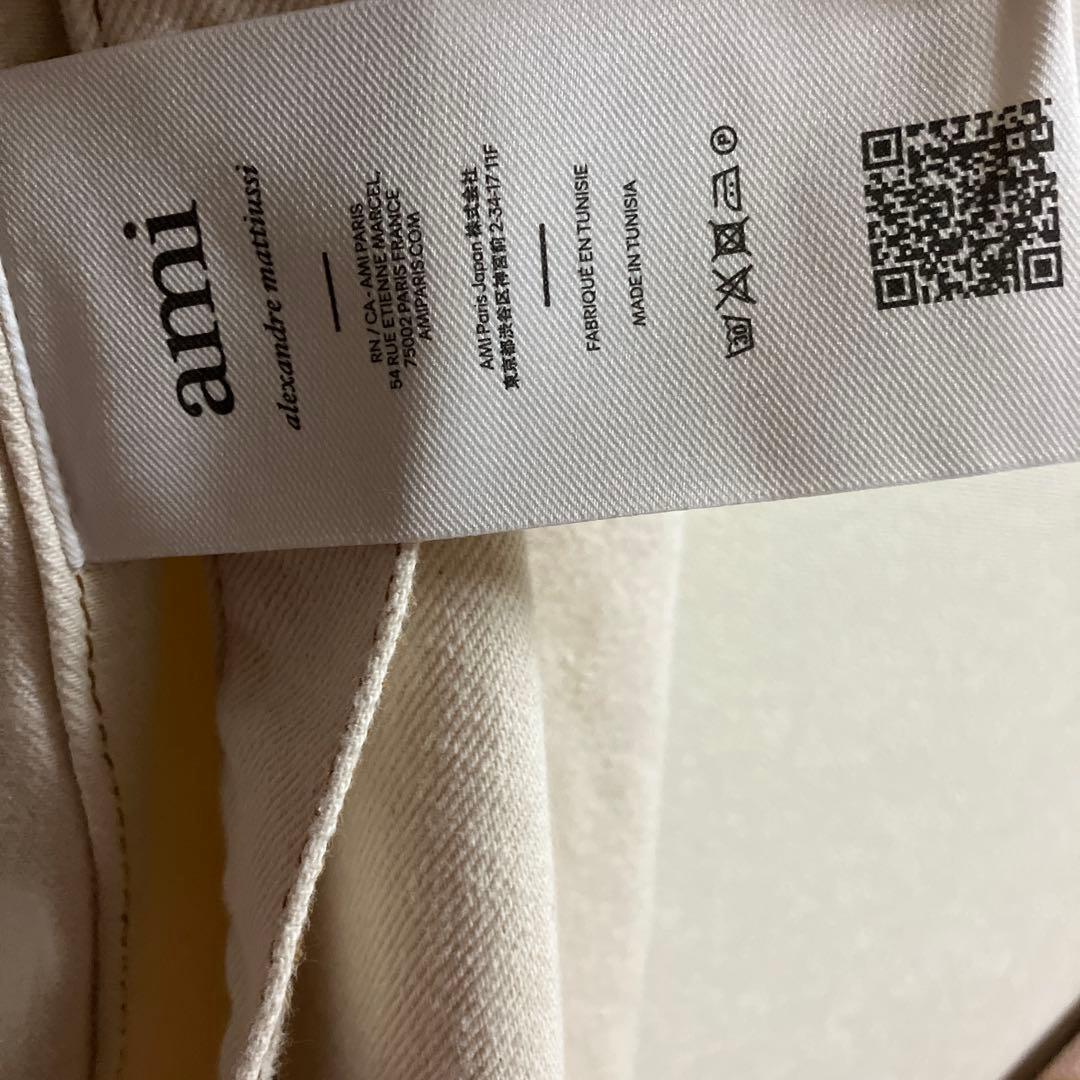 ami
alexandre mattiussi
RN / CA - AMI PARIS
54 RUE ETIENNE MARCEL,
75002 PARIS FRANCE
AMIPARIS.COM
AMI Paris Japan 株式会社
東京都渋谷区神宮前 2-34-17 11F
FABRIQUÉ EN TUNISIE
MADE IN TUNISIA
30 P